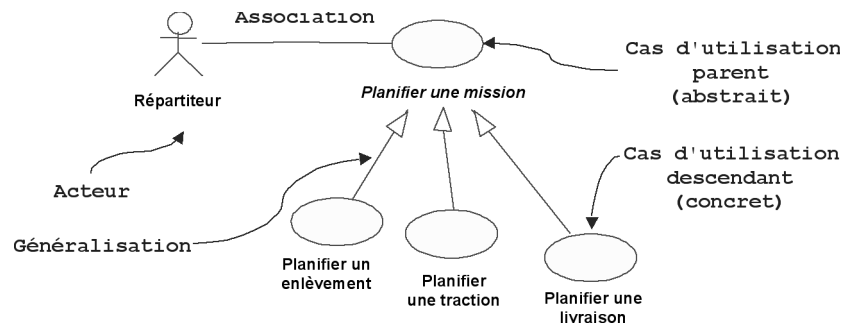 Association
Cas d'utilisation
parent
(abstrait)
Répartiteur
Planifier une mission
Acteur
Cas d'utilisation
descendant
(concret)
Généralisation
Planifier un
enlèvement
Planifier
une traction
Planifier une
livraison